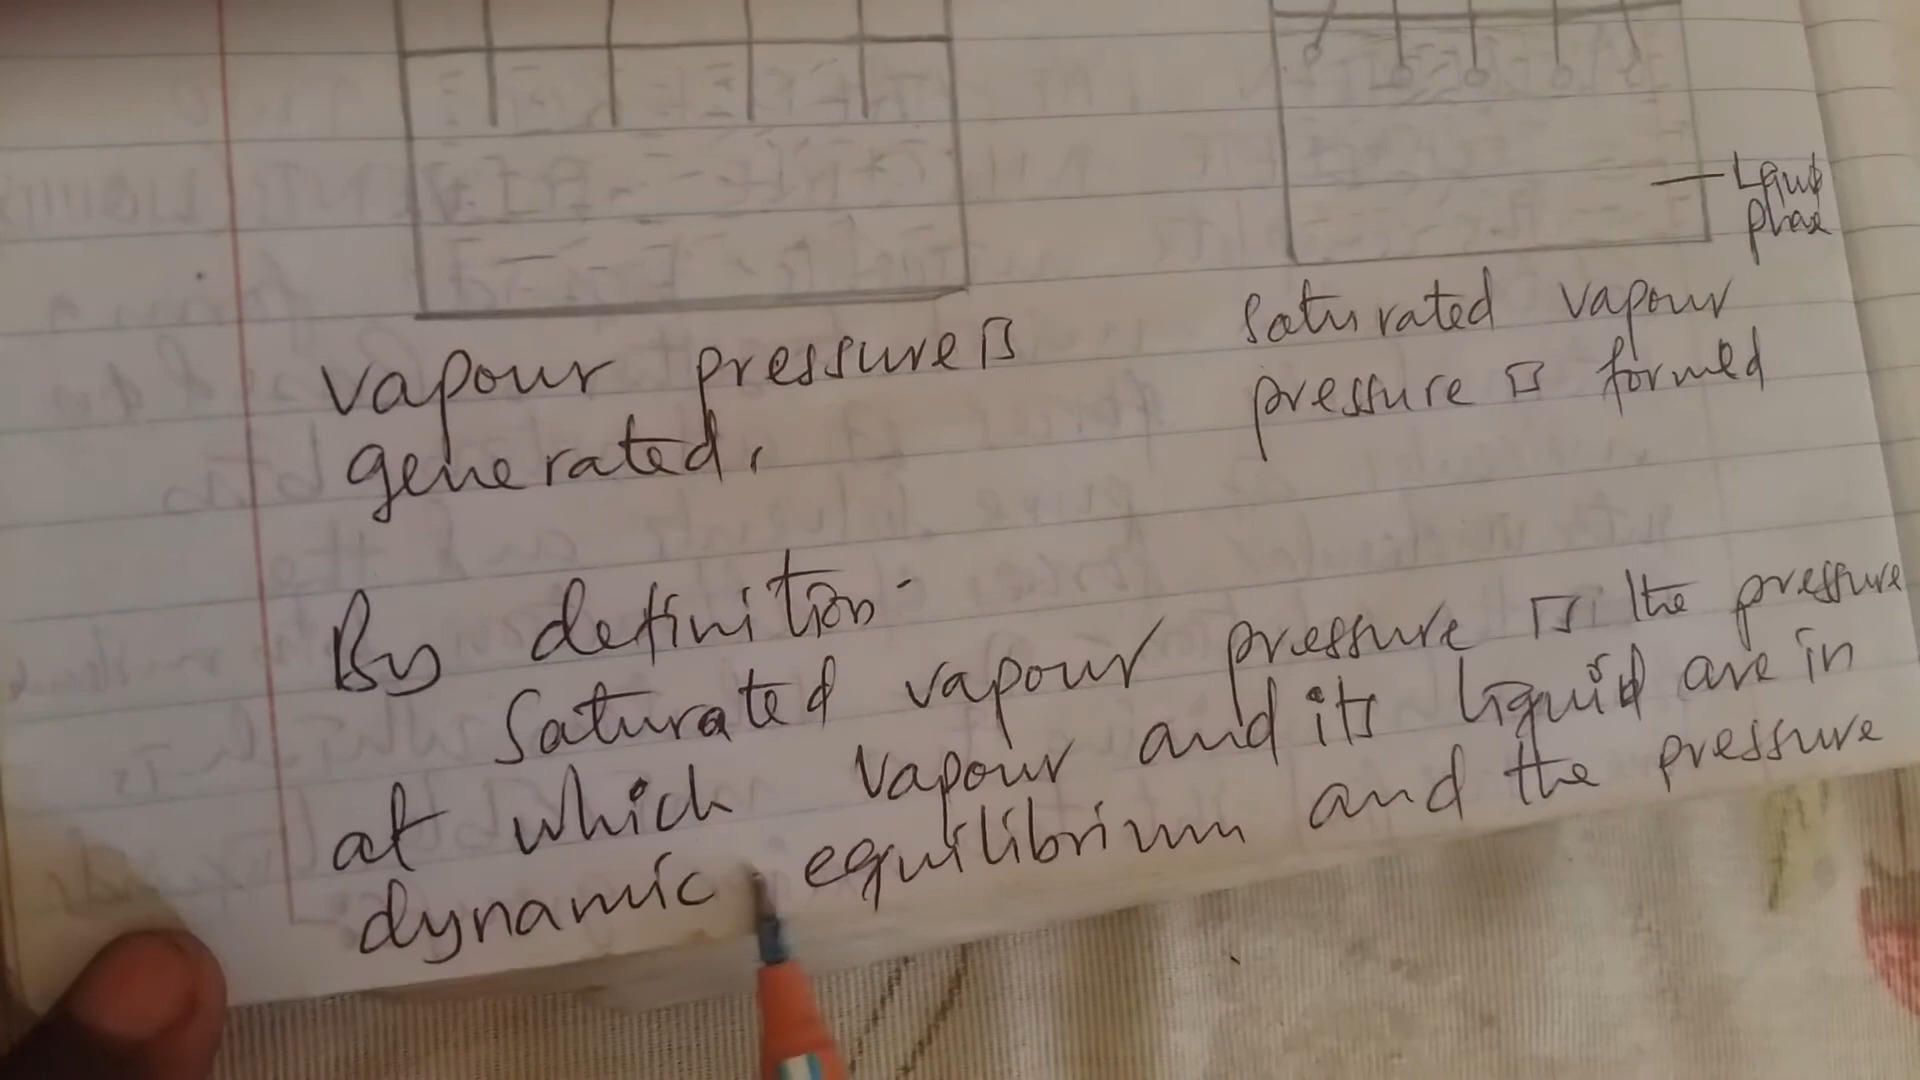 Liquid
phase
vapour pressure is
generated,
Saturated vapour
pressure is formed
By definition-
Saturated vapour pressure is the pressure
at which vapour and its liquid are in
dynamic equilibrium and the pressure